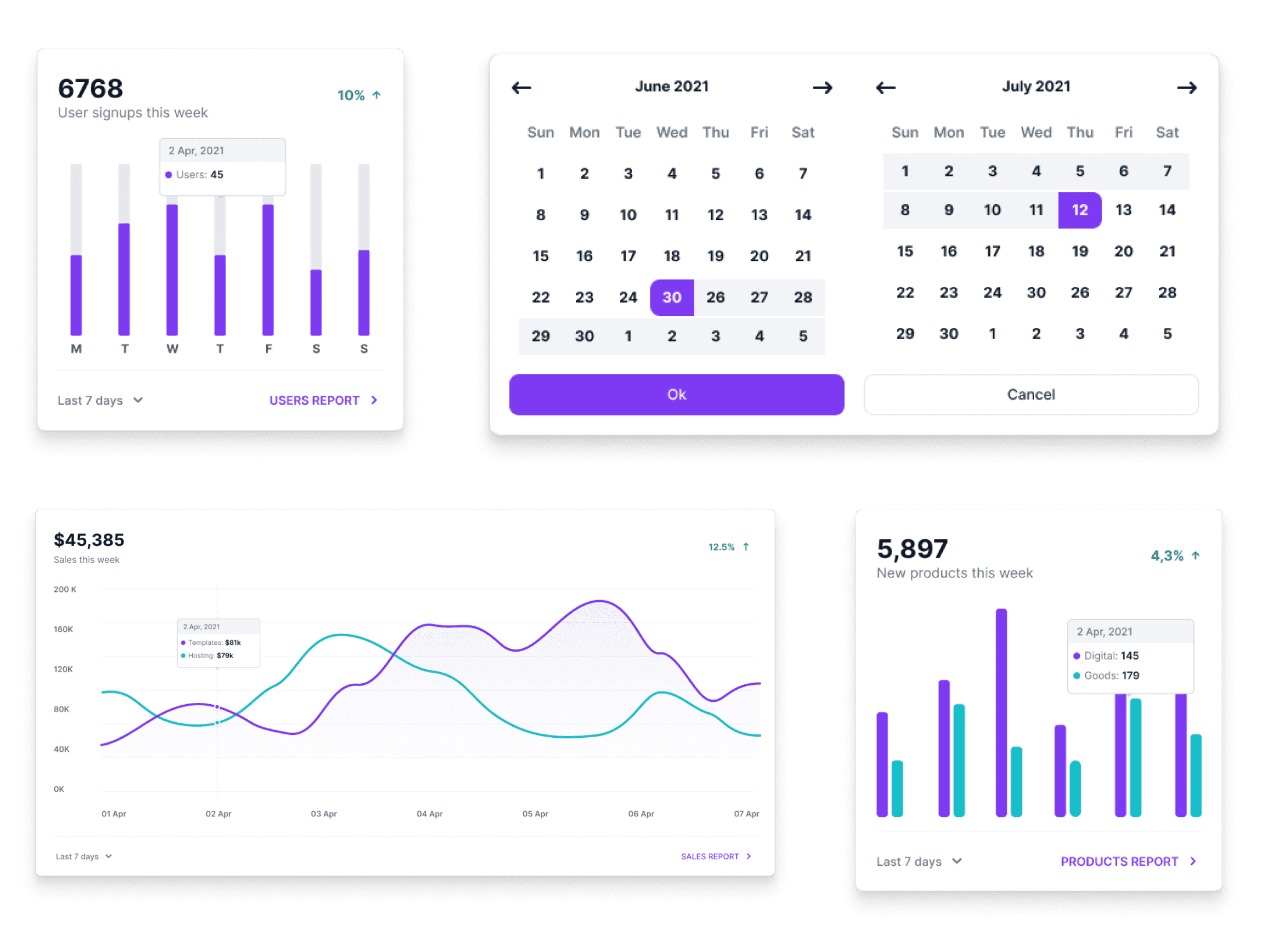 6768
User signups this week
10%
2 Apr, 2021
Users: 45
M T W T F S S
Last 7 days
USERS REPORT
June 2021
Sun Mon Tue Wed Thu Fri Sat
1 2 3 4 5 6 7
8 9 10 11 12 13 14
15 16 17 18 19 20 21
22 23 24 30 26 27 28
29 30 1 2 3 4 5
July 2021
Sun Mon Tue Wed Thu Fri Sat
1 2 3 4 5 6 7
8 9 10 11 12 13 14
15 16 17 18 19 20 21
22 23 24 30 26 27 28
29 30 1 2 3 4 5
Ok
Cancel
$45,385
Sales this week
12.5%
200 K
160K
120K
80K
40K
0K
2 Apr, 2021
Templates: $81k
Hosting: $79k
01 Apr 02 Apr 03 Apr 04 Apr 05 Apr 06 Apr 07 Apr
Last 7 days
SALES REPORT
5,897
New products this week
4,3%
2 Apr, 2021
Digital: 145
Goods: 179
Last 7 days
PRODUCTS REPORT